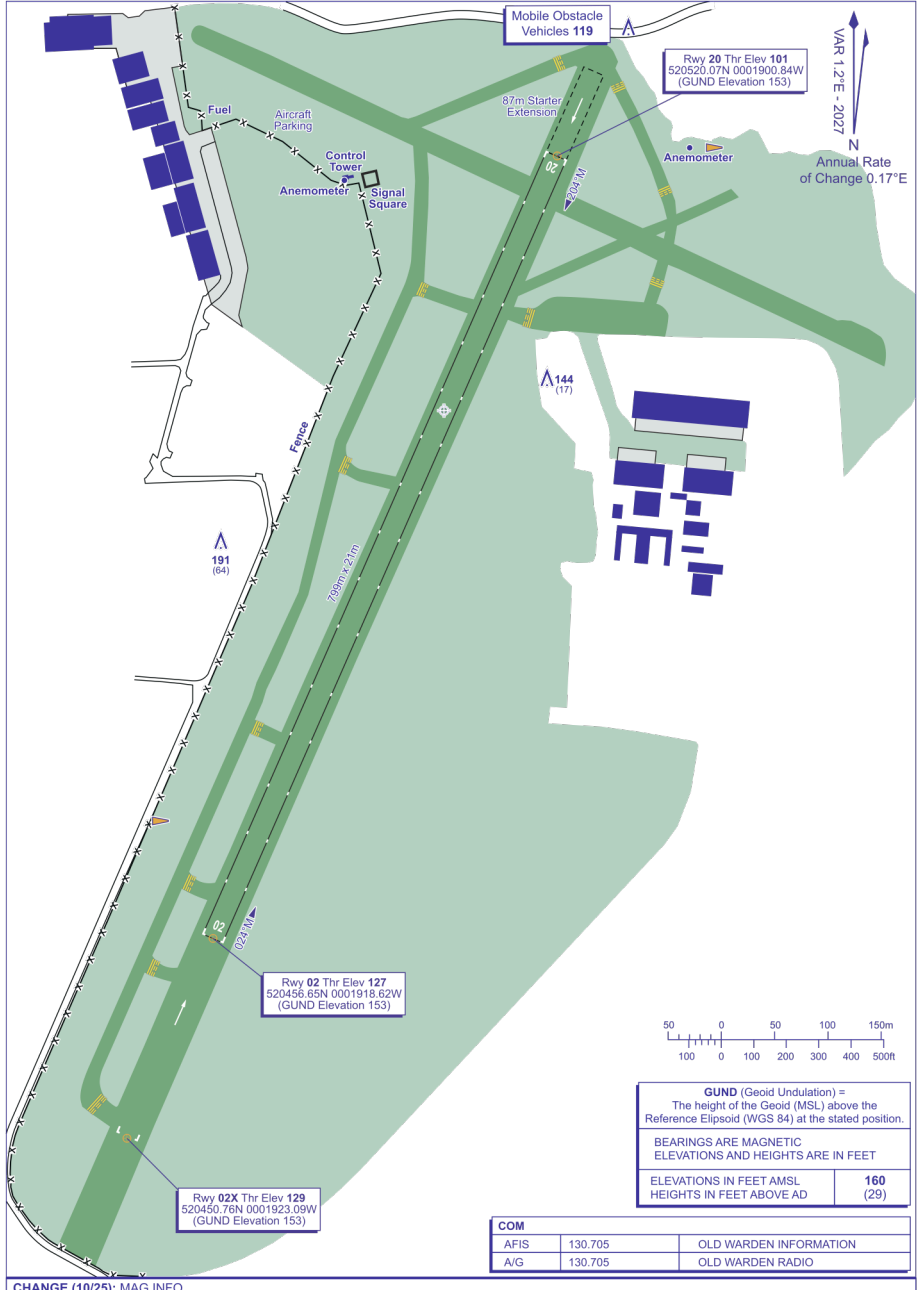 Mobile Obstacle
Vehicles 119
Rwy 20 Thr Elev 101
520520.07N 0001900.84W
(GUND Elevation 153)
VAR 1.2°E - 2027
N
Annual Rate
of Change 0.17°E
87m Starter
Extension
Fuel
Aircraft
Parking
Control
Tower
Anemometer
Signal
Square
Anemometer
20
204°M
144
(17)
Fence
191
(64)
799m x 21m
02
024°M
Rwy 02 Thr Elev 127
520456.65N 0001918.62W
(GUND Elevation 153)
50 0 50 100 150m
100 0 100 200 300 400 500ft
GUND (Geoid Undulation) =
The height of the Geoid (MSL) above the
Reference Elipsoid (WGS 84) at the stated position.
BEARINGS ARE MAGNETIC
ELEVATIONS AND HEIGHTS ARE IN FEET
ELEVATIONS IN FEET AMSL 160
HEIGHTS IN FEET ABOVE AD (29)
Rwy 02X Thr Elev 129
520450.76N 0001923.09W
(GUND Elevation 153)
COM
AFIS 130.705 OLD WARDEN INFORMATION
A/G 130.705 OLD WARDEN RADIO
CHANGE (10/25): MAG INFO